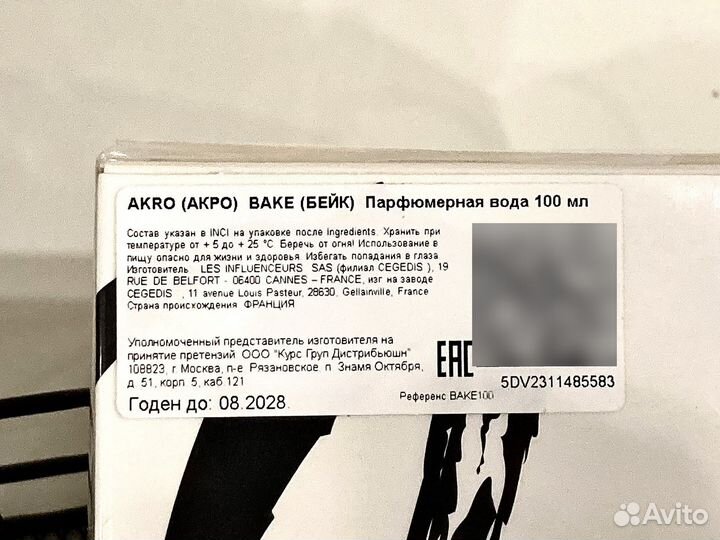 AKRO (АКРО) BAKE (БЕЙК) Парфюмерная вода 100 мл
Состав указан в INCI на упаковке после ingredients. Хранить при
температуре от + 5 до + 25 °C. Беречь от огня! Использование в
пищу опасно для жизни и здоровья. Избегать попадания в глаза
Изготовитель LES INFLUENCEURS SAS (филиал CEGEDIS ), 19
RUE DE BELFORT - 06400 CANNES – FRANCE, изг на заводе
CEGEDIS , 11 avenue Louis Pasteur, 28630, Gellainville, France
Страна происхождения ФРАНЦИЯ
Уполномоченный представитель изготовителя на
принятие претензий ООО "Курс Груп Дистрибьюшн"
108823, г Москва, п-е Рязановское, п Знамя Октября,
д 51, корп 5, каб 121
EAC
5DV2311485583
Референс BAKE100
Годен до: 08.2028.
Avito